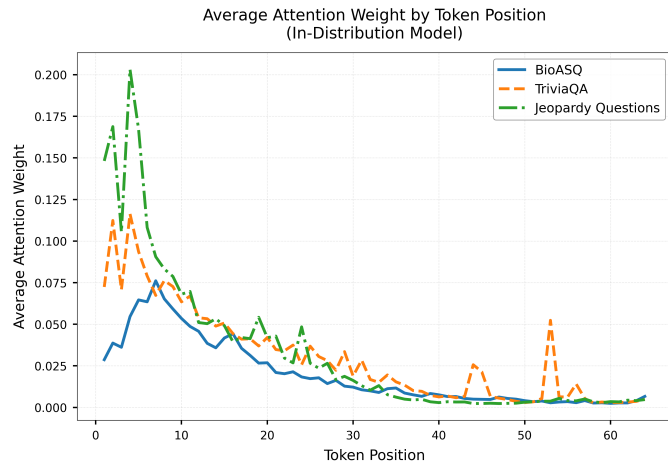 Average Attention Weight by Token Position
(In-Distribution Model)
BioASQ
TriviaQA
Jeopardy Questions
Average Attention Weight
0.200
0.175
0.150
0.125
0.100
0.075
0.050
0.025
0.000
0 10 20 30 40 50 60
Token Position